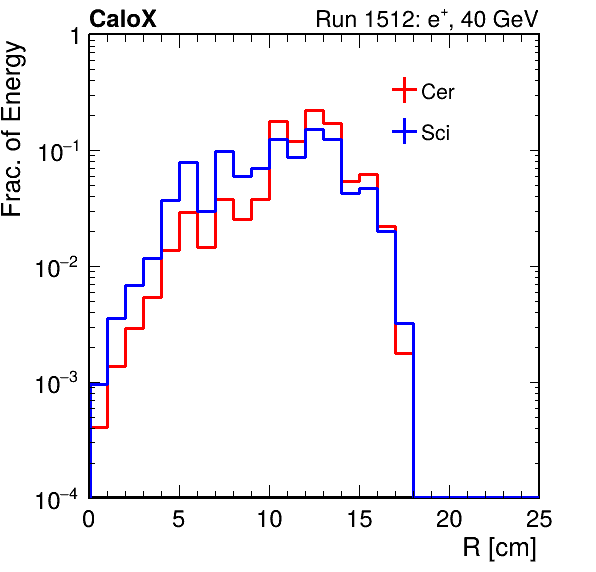 CaloX Run 1512: e⁺, 40 GeV
Frac. of Energy
1
10⁻¹
10⁻²
10⁻³
10⁻⁴
Cer
Sci
0 5 10 15 20 25
R [cm]